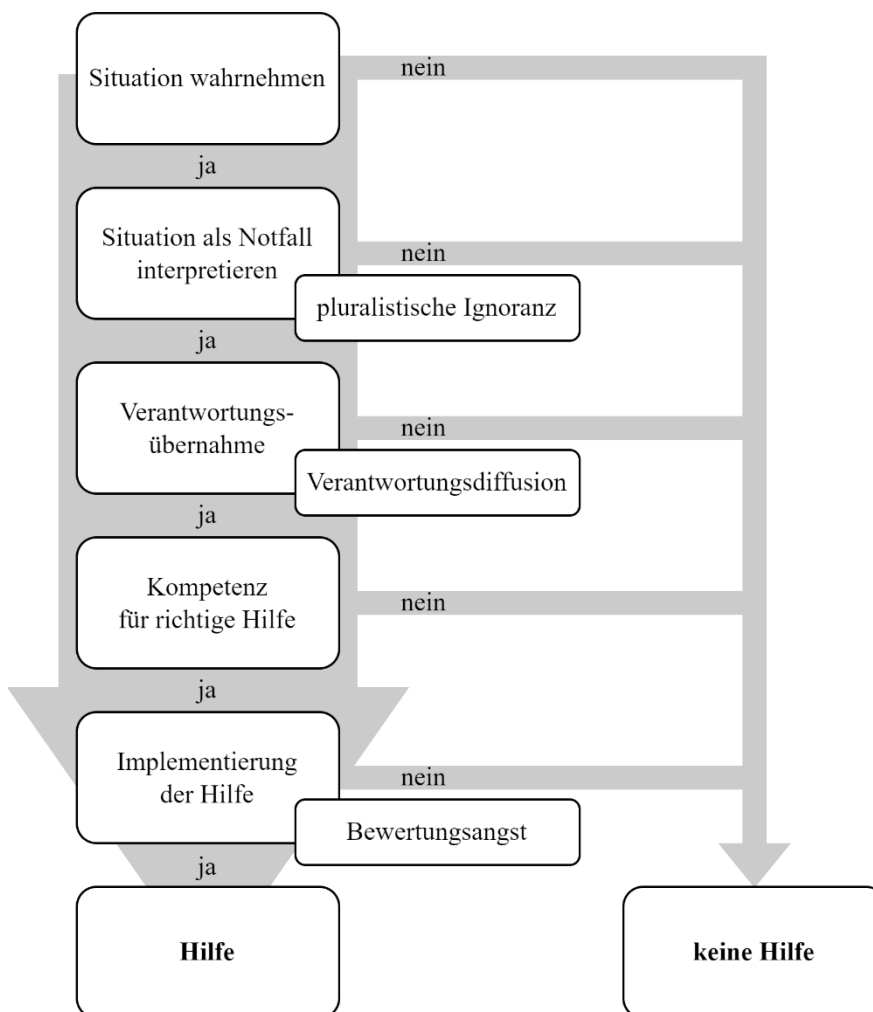 Situation wahrnehmen
nein
ja
Situation als Notfall
interpretieren
nein
pluralistische Ignoranz
ja
Verantwortungs-
übernahme
nein
Verantwortungsdiffusion
ja
Kompetenz
für richtige Hilfe
nein
ja
Implementierung
der Hilfe
nein
Bewertungsangst
ja
Hilfe
keine Hilfe